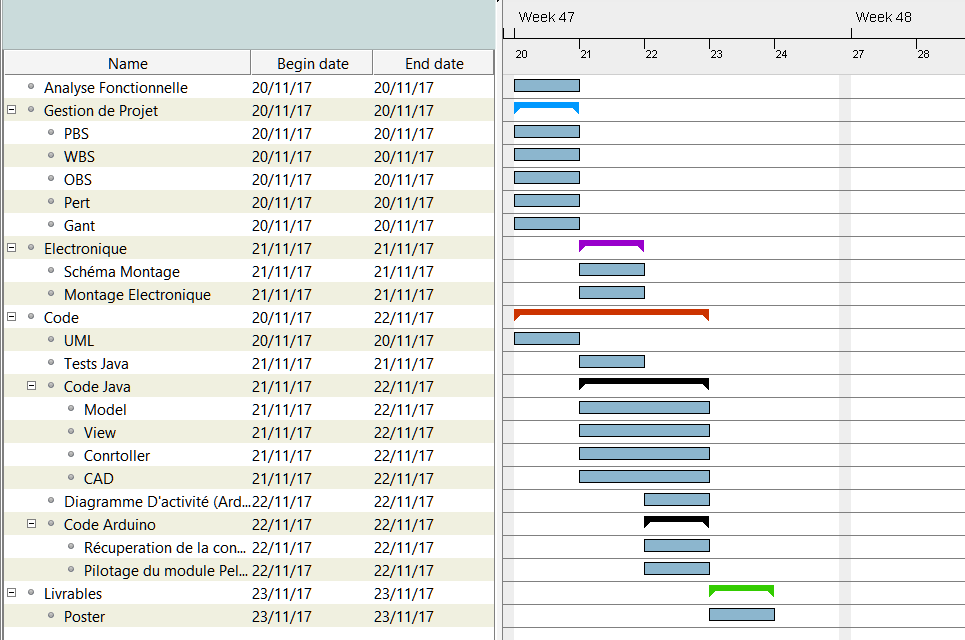 Week 47 Week 48
20 21 22 23 24 27 28
Name Begin date End date
Analyse Fonctionnelle 20/11/17 20/11/17
Gestion de Projet 20/11/17 20/11/17
PBS 20/11/17 20/11/17
WBS 20/11/17 20/11/17
OBS 20/11/17 20/11/17
Pert 20/11/17 20/11/17
Gant 20/11/17 20/11/17
Electronique 21/11/17 21/11/17
Schéma Montage 21/11/17 21/11/17
Montage Electronique 21/11/17 21/11/17
Code 20/11/17 22/11/17
UML 20/11/17 20/11/17
Tests Java 21/11/17 21/11/17
Code Java 21/11/17 22/11/17
Model 21/11/17 22/11/17
View 21/11/17 22/11/17
Conrtoller 21/11/17 22/11/17
CAD 21/11/17 22/11/17
Diagramme D'activité (Ard... 22/11/17 22/11/17
Code Arduino 22/11/17 22/11/17
Récuperation de la con... 22/11/17 22/11/17
Pilotage du module Pel... 22/11/17 22/11/17
Livrables 23/11/17 23/11/17
Poster 23/11/17 23/11/17